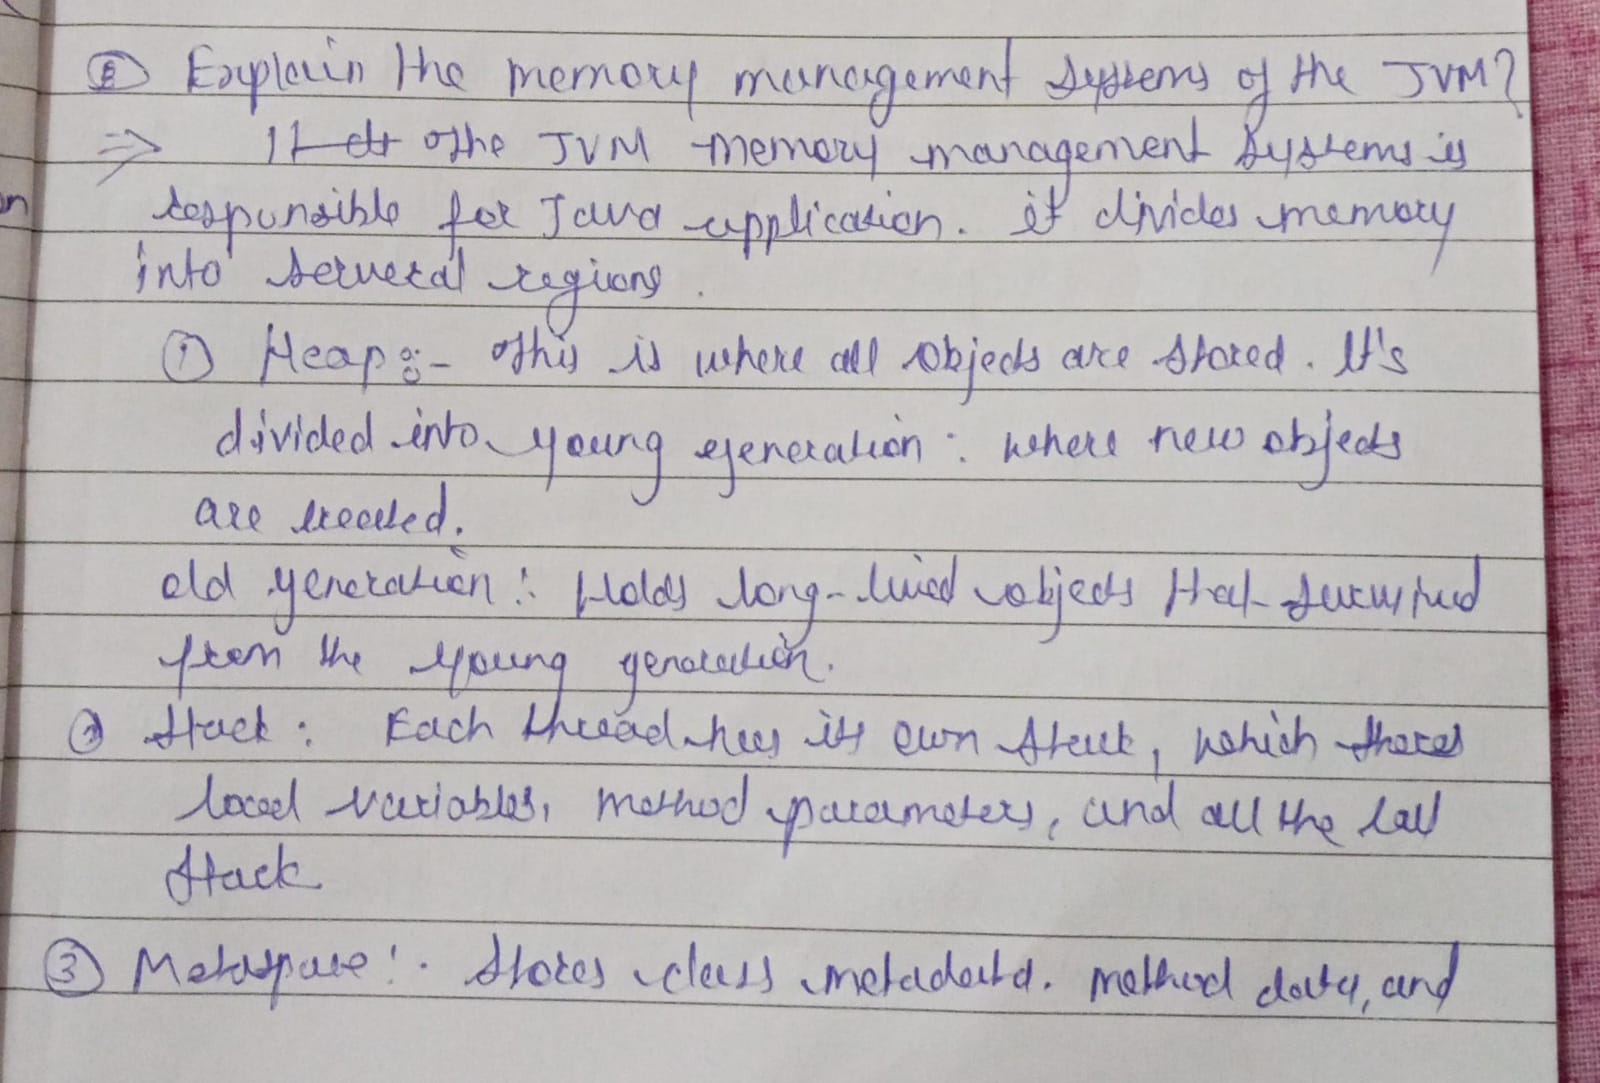 ⑧ Explain the memory management systems of the JVM?
⇒ It is The JVM memory management systems is
responsible for Java application. it divides memory
into serveral regions.
① Heap :- This is where all objects are stored. It's
divided into young generation : where new objects
are created.
old generation : Holds long-lived objects that survived
from the young generation.
② Stack : Each thread has its own stack, which stores
local variables, method parameters, and all the call
stack
③ Metaspace : . Stores class metadata. method data, and